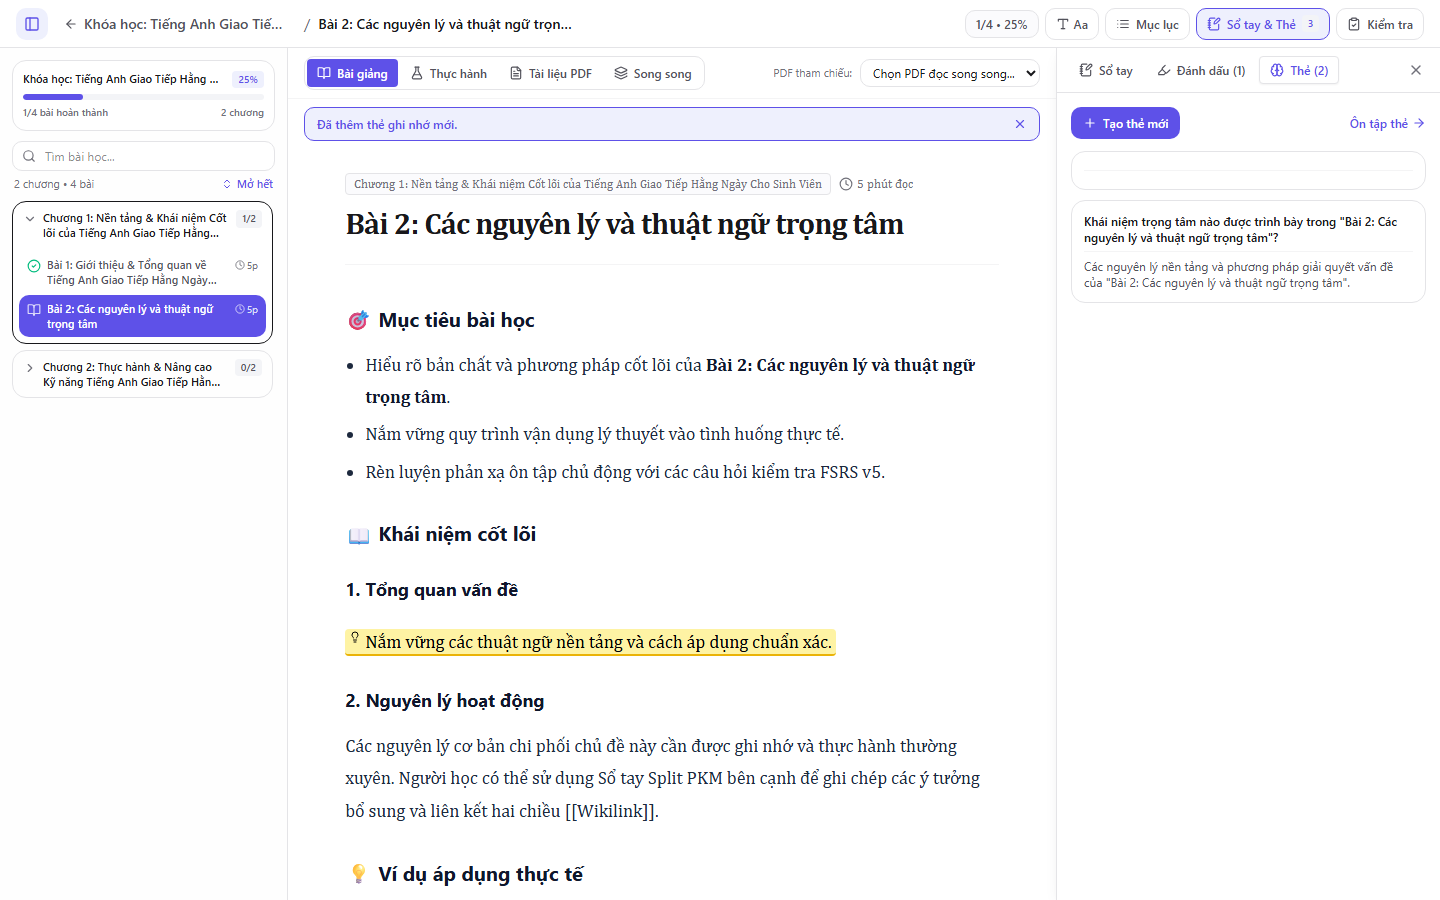 Khóa học: Tiếng Anh Giao Tiế...
/ Bài 2: Các nguyên lý và thuật ngữ trọn...
1/4 • 25%
Aa
Mục lục
Sổ tay & Thẻ 3
Kiểm tra
Khóa học: Tiếng Anh Giao Tiếp Hằng ... 25%
1/4 bài hoàn thành 2 chương
Tìm bài học...
2 chương • 4 bài Mở hết
Chương 1: Nền tảng & Khái niệm Cốt
lõi của Tiếng Anh Giao Tiếp Hằng...
1/2
Bài 1: Giới thiệu & Tổng quan về
Tiếng Anh Giao Tiếp Hằng Ngày...
5p
Bài 2: Các nguyên lý và thuật ngữ
trọng tâm
5p
Chương 2: Thực hành & Nâng cao
Kỹ năng Tiếng Anh Giao Tiếp Hằn...
0/2
Bài giảng Thực hành Tài liệu PDF Song song
PDF tham chiếu: Chọn PDF đọc song song...
Đã thêm thẻ ghi nhớ mới.
Chương 1: Nền tảng & Khái niệm Cốt lõi của Tiếng Anh Giao Tiếp Hằng Ngày Cho Sinh Viên 5 phút đọc
Bài 2: Các nguyên lý và thuật ngữ trọng tâm
🎯 Mục tiêu bài học
• Hiểu rõ bản chất và phương pháp cốt lõi của Bài 2: Các nguyên lý và thuật ngữ
trọng tâm.
• Nắm vững quy trình vận dụng lý thuyết vào tình huống thực tế.
• Rèn luyện phản xạ ôn tập chủ động với các câu hỏi kiểm tra FSRS v5.
📖 Khái niệm cốt lõi
1. Tổng quan vấn đề
Nắm vững các thuật ngữ nền tảng và cách áp dụng chuẩn xác.
2. Nguyên lý hoạt động
Các nguyên lý cơ bản chi phối chủ đề này cần được ghi nhớ và thực hành thường
xuyên. Người học có thể sử dụng Sổ tay Split PKM bên cạnh để ghi chép các ý tưởng
bổ sung và liên kết hai chiều [[Wikilink]].
💡 Ví dụ áp dụng thực tế
Sổ tay Đánh dấu (1) Thẻ (2)
+ Tạo thẻ mới Ôn tập thẻ →
Khái niệm trọng tâm nào được trình bày trong "Bài 2: Các
nguyên lý và thuật ngữ trọng tâm"?
Các nguyên lý nền tảng và phương pháp giải quyết vấn đề
của "Bài 2: Các nguyên lý và thuật ngữ trọng tâm".